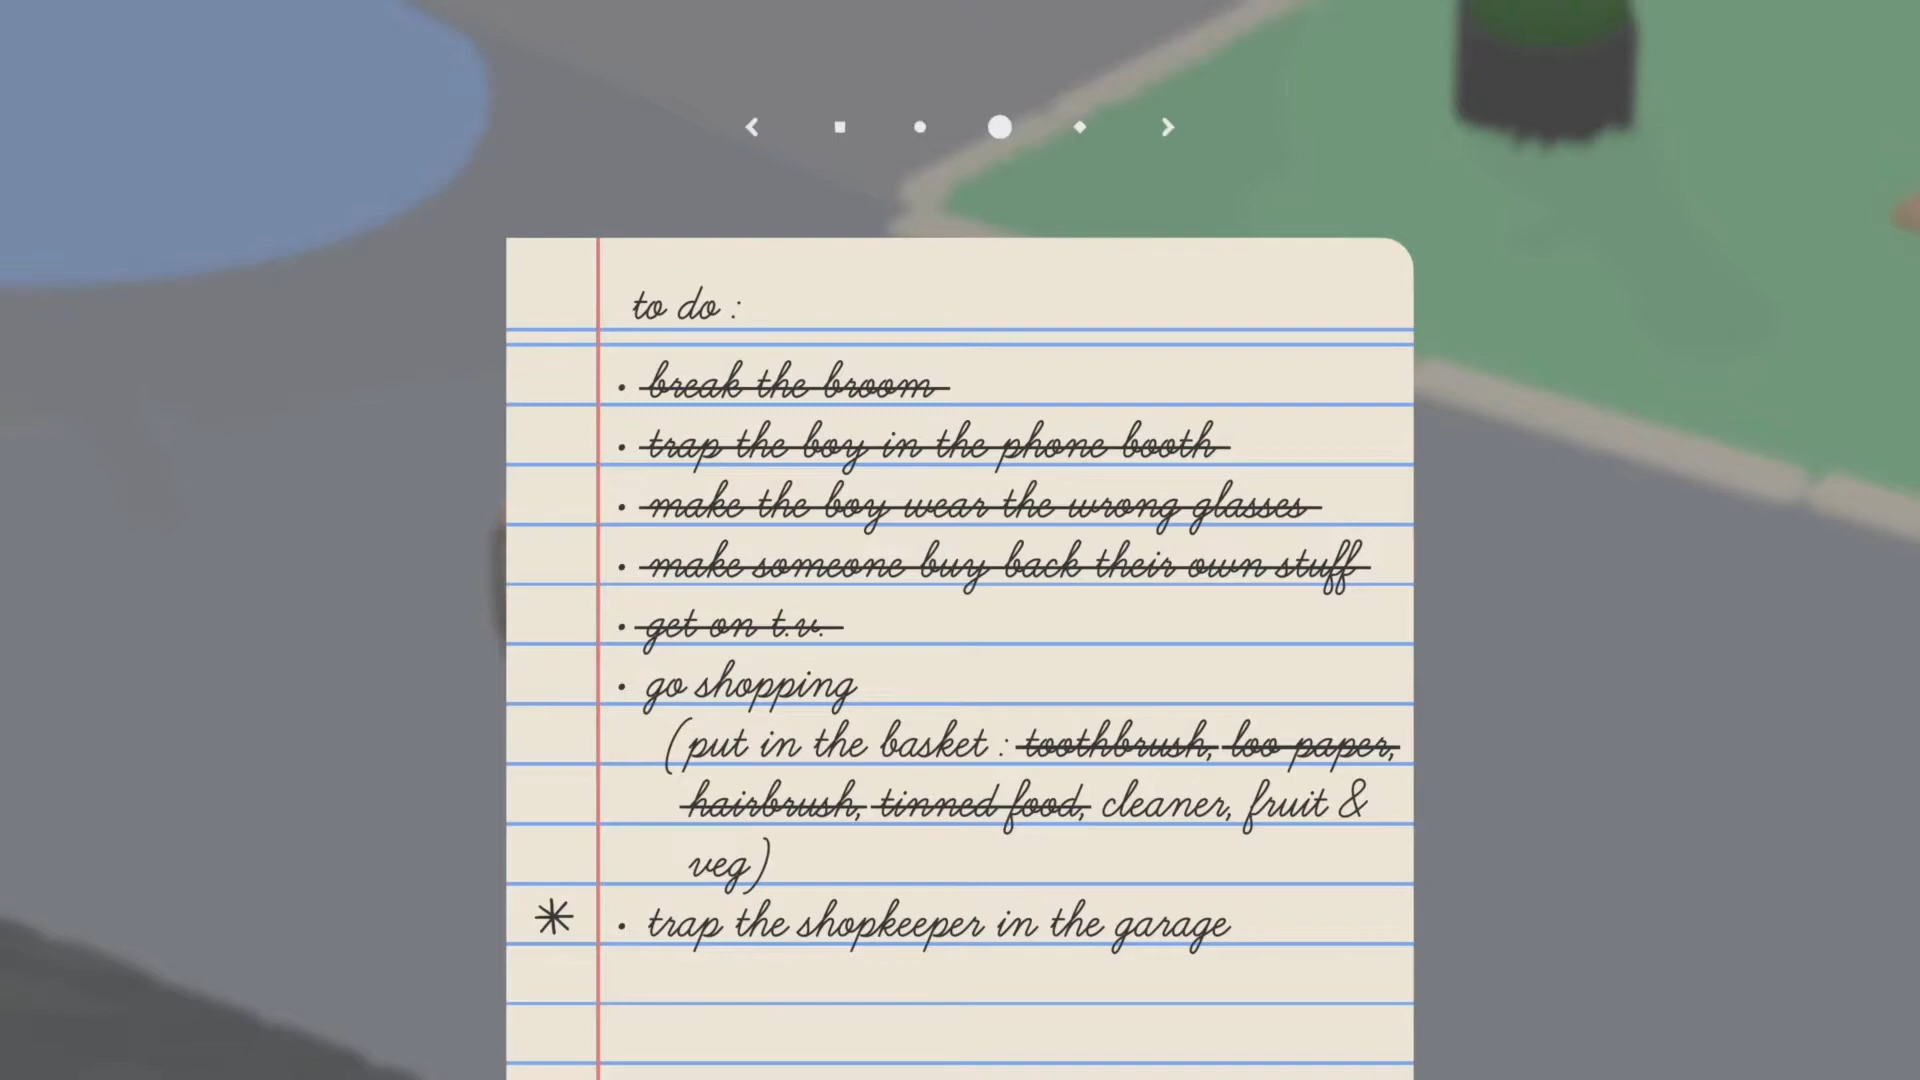 to do :
• break the broom
• trap the boy in the phone booth
• make the boy wear the wrong glasses
• make someone buy back their own stuff
• get on t.v.
• go shopping
(put in the basket : toothbrush, loo paper,
hairbrush, tinned food, cleaner, fruit &
veg)
• trap the shopkeeper in the garage